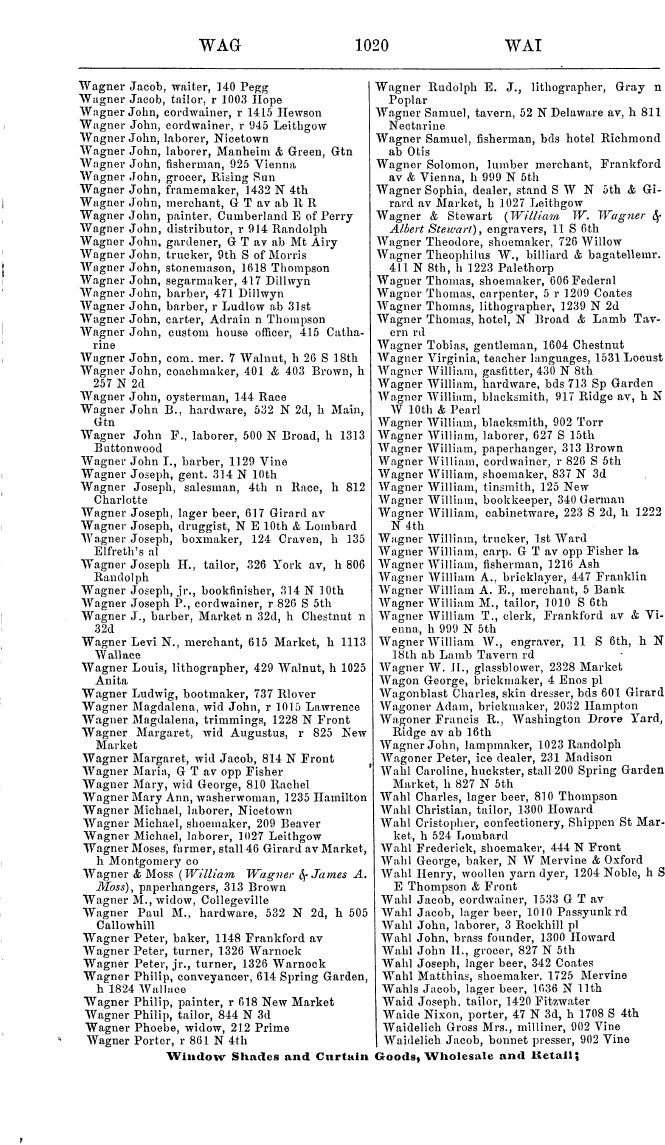 WAG 1020 WAI
Wagner Jacob, waiter, 140 Pegg
Wagner Jacob, tailor, r 1003 Hope
Wagner John, cordwainer, r 1415 Hewson
Wagner John, cordwainer, r 945 Leithgow
Wagner John, laborer, Nicetown
Wagner John, laborer, Manheim & Green, Gtn
Wagner John, fisherman, 925 Vienna
Wagner John, grocer, Rising Sun
Wagner John, framemaker, 1432 N 4th
Wagner John, merchant, G T av ab R R
Wagner John, painter, Cumberland E of Perry
Wagner John, distributor, r 914 Randolph
Wagner John, gardener, G T av ab Mt Airy
Wagner John, trucker, 9th S of Morris
Wagner John, stonemason, 1618 Thompson
Wagner John, segarmaker, 417 Dillwyn
Wagner John, barber, 471 Dillwyn
Wagner John, barber, r Ludlow ab 31st
Wagner John, carter, Adrain n Thompson
Wagner John, custom house officer, 415 Catha-
rine
Wagner John, com. mer. 7 Walnut, h 26 S 18th
Wagner John, coachmaker, 401 & 403 Brown, h
257 N 2d
Wagner John, oysterman, 144 Race
Wagner John B., hardware, 532 N 2d, h Main,
Gtn
Wagner John F., laborer, 500 N Broad, h 1313
Buttonwood
Wagner John I., barber, 1129 Vine
Wagner Joseph, gent. 314 N 10th
Wagner Joseph, salesman, 4th n Race, h 812
Charlotte
Wagner Joseph, lager beer, 617 Girard av
Wagner Joseph, druggist, N E 10th & Lombard
Wagner Joseph, boxmaker, 124 Craven, h 135
Elfreth's al
Wagner Joseph H., tailor, 326 York av, h 806
Randolph
Wagner Joseph, jr., bookfinisher, 314 N 10th
Wagner Joseph P., cordwainer, r 826 S 5th
Wagner J., barber, Market n 32d, h Chestnut n
32d
Wagner Levi N., merchant, 615 Market, h 1113
Wallace
Wagner Louis, lithographer, 429 Walnut, h 1025
Anita
Wagner Ludwig, bootmaker, 737 Rlover
Wagner Magdalena, wid John, r 1015 Lawrence
Wagner Magdalena, trimmings, 1228 N Front
Wagner Margaret, wid Augustus, r 825 New
Market
Wagner Margaret, wid Jacob, 814 N Front
Wagner Maria, G T av opp Fisher
Wagner Mary, wid George, 810 Rachel
Wagner Mary Ann, washerwoman, 1235 Hamilton
Wagner Michael, laborer, Nicetown
Wagner Michael, shoemaker, 209 Beaver
Wagner Michael, laborer, 1027 Leithgow
Wagner Moses, farmer, stall 46 Girard av Market,
h Montgomery co
Wagner & Moss (William Wagner & James A.
Moss), paperhangers, 313 Brown
Wagner M., widow, Collegeville
Wagner Paul M., hardware, 532 N 2d, h 505
Callowhill
Wagner Peter, baker, 1148 Frankford av
Wagner Peter, turner, 1326 Warnock
Wagner Peter, jr., turner, 1326 Warnock
Wagner Philip, conveyancer, 614 Spring Garden,
h 1824 Wallace
Wagner Philip, painter, r 618 New Market
Wagner Philip, tailor, 844 N 3d
Wagner Phoebe, widow, 212 Prime
Wagner Porter, r 861 N 4th
Wagner Rudolph E. J., lithographer, Gray n
Poplar
Wagner Samuel, tavern, 52 N Delaware av, h 811
Nectarine
Wagner Samuel, fisherman, bds hotel Richmond
ab Otis
Wagner Solomon, lumber merchant, Frankford
av & Vienna, h 999 N 5th
Wagner Sophia, dealer, stand S W N 5th & Gi-
rard av Market, h 1027 Leithgow
Wagner & Stewart (William W. Wagner &
Albert Stewart), engravers, 11 S 6th
Wagner Theodore, shoemaker, 726 Willow
Wagner Theophilus W., billiard & bagatellemr.
411 N 8th, h 1223 Palethorp
Wagner Thomas, shoemaker, 606 Federal
Wagner Thomas, carpenter, 5 r 1209 Coates
Wagner Thomas, lithographer, 1239 N 2d
Wagner Thomas, hotel, N Broad & Lamb Tav-
ern rd
Wagner Tobias, gentleman, 1604 Chestnut
Wagner Virginia, teacher languages, 1531 Locust
Wagner William, gasfitter, 430 N 8th
Wagner William, hardware, bds 713 Sp Garden
Wagner William, blacksmith, 917 Ridge av, h N
W 10th & Pearl
Wagner William, blacksmith, 902 Torr
Wagner William, laborer, 627 S 15th
Wagner William, paperhanger, 313 Brown
Wagner William, cordwainer, r 826 S 5th
Wagner William, shoemaker, 837 N 3d
Wagner William, tinsmith, 125 New
Wagner William, bookkeeper, 340 German
Wagner William, cabinetware, 223 S 2d, h 1222
N 4th
Wagner William, trucker, 1st Ward
Wagner William, carp. G T av opp Fisher la
Wagner William, fisherman, 1216 Ash
Wagner William A., bricklayer, 447 Franklin
Wagner William A. E., merchant, 5 Bank
Wagner William M., tailor, 1010 S 6th
Wagner William T., clerk, Frankford av & Vi-
enna, h 999 N 5th
Wagner William W., engraver, 11 S 6th, h N
18th ab Lamb Tavern rd
Wagner W. H., glassblower, 2328 Market
Wagon George, brickmaker, 4 Enos pl
Wagonblast Charles, skin dresser, bds 601 Girard
Wagoner Adam, brickmaker, 2032 Hampton
Wagoner Francis R., Washington Drove Yard,
Ridge av ab 16th
Wagner John, lampmaker, 1023 Randolph
Wagoner Peter, ice dealer, 231 Madison
Wahl Caroline, huckster, stall 200 Spring Garden
Market, h 827 N 5th
Wahl Charles, lager beer, 810 Thompson
Wahl Christian, tailor, 1300 Howard
Wahl Cristopher, confectionery, Shippen St Mar-
ket, h 524 Lombard
Wahl Frederick, shoemaker, 444 N Front
Wahl George, baker, N W Mervine & Oxford
Wahl Henry, woollen yarn dyer, 1204 Noble, h S
E Thompson & Front
Wahl Jacob, cordwainer, 1533 G T av
Wahl Jacob, lager beer, 1010 Passyunk rd
Wahl John, laborer, 3 Rockhill pl
Wahl John, brass founder, 1300 Howard
Wahl John H., grocer, 827 N 5th
Wahl Joseph, lager beer, 342 Coates
Wahl Matthias, shoemaker. 1725 Mervine
Wahls Jacob, lager beer, 1636 N 11th
Waid Joseph. tailor, 1420 Fitzwater
Waide Nixon, porter, 47 N 3d, h 1708 S 4th
Waidelich Gross Mrs., milliner, 902 Vine
Waidelich Jacob, bonnet presser, 902 Vine
Window Shades and Curtain Goods, Wholesale and Retail;